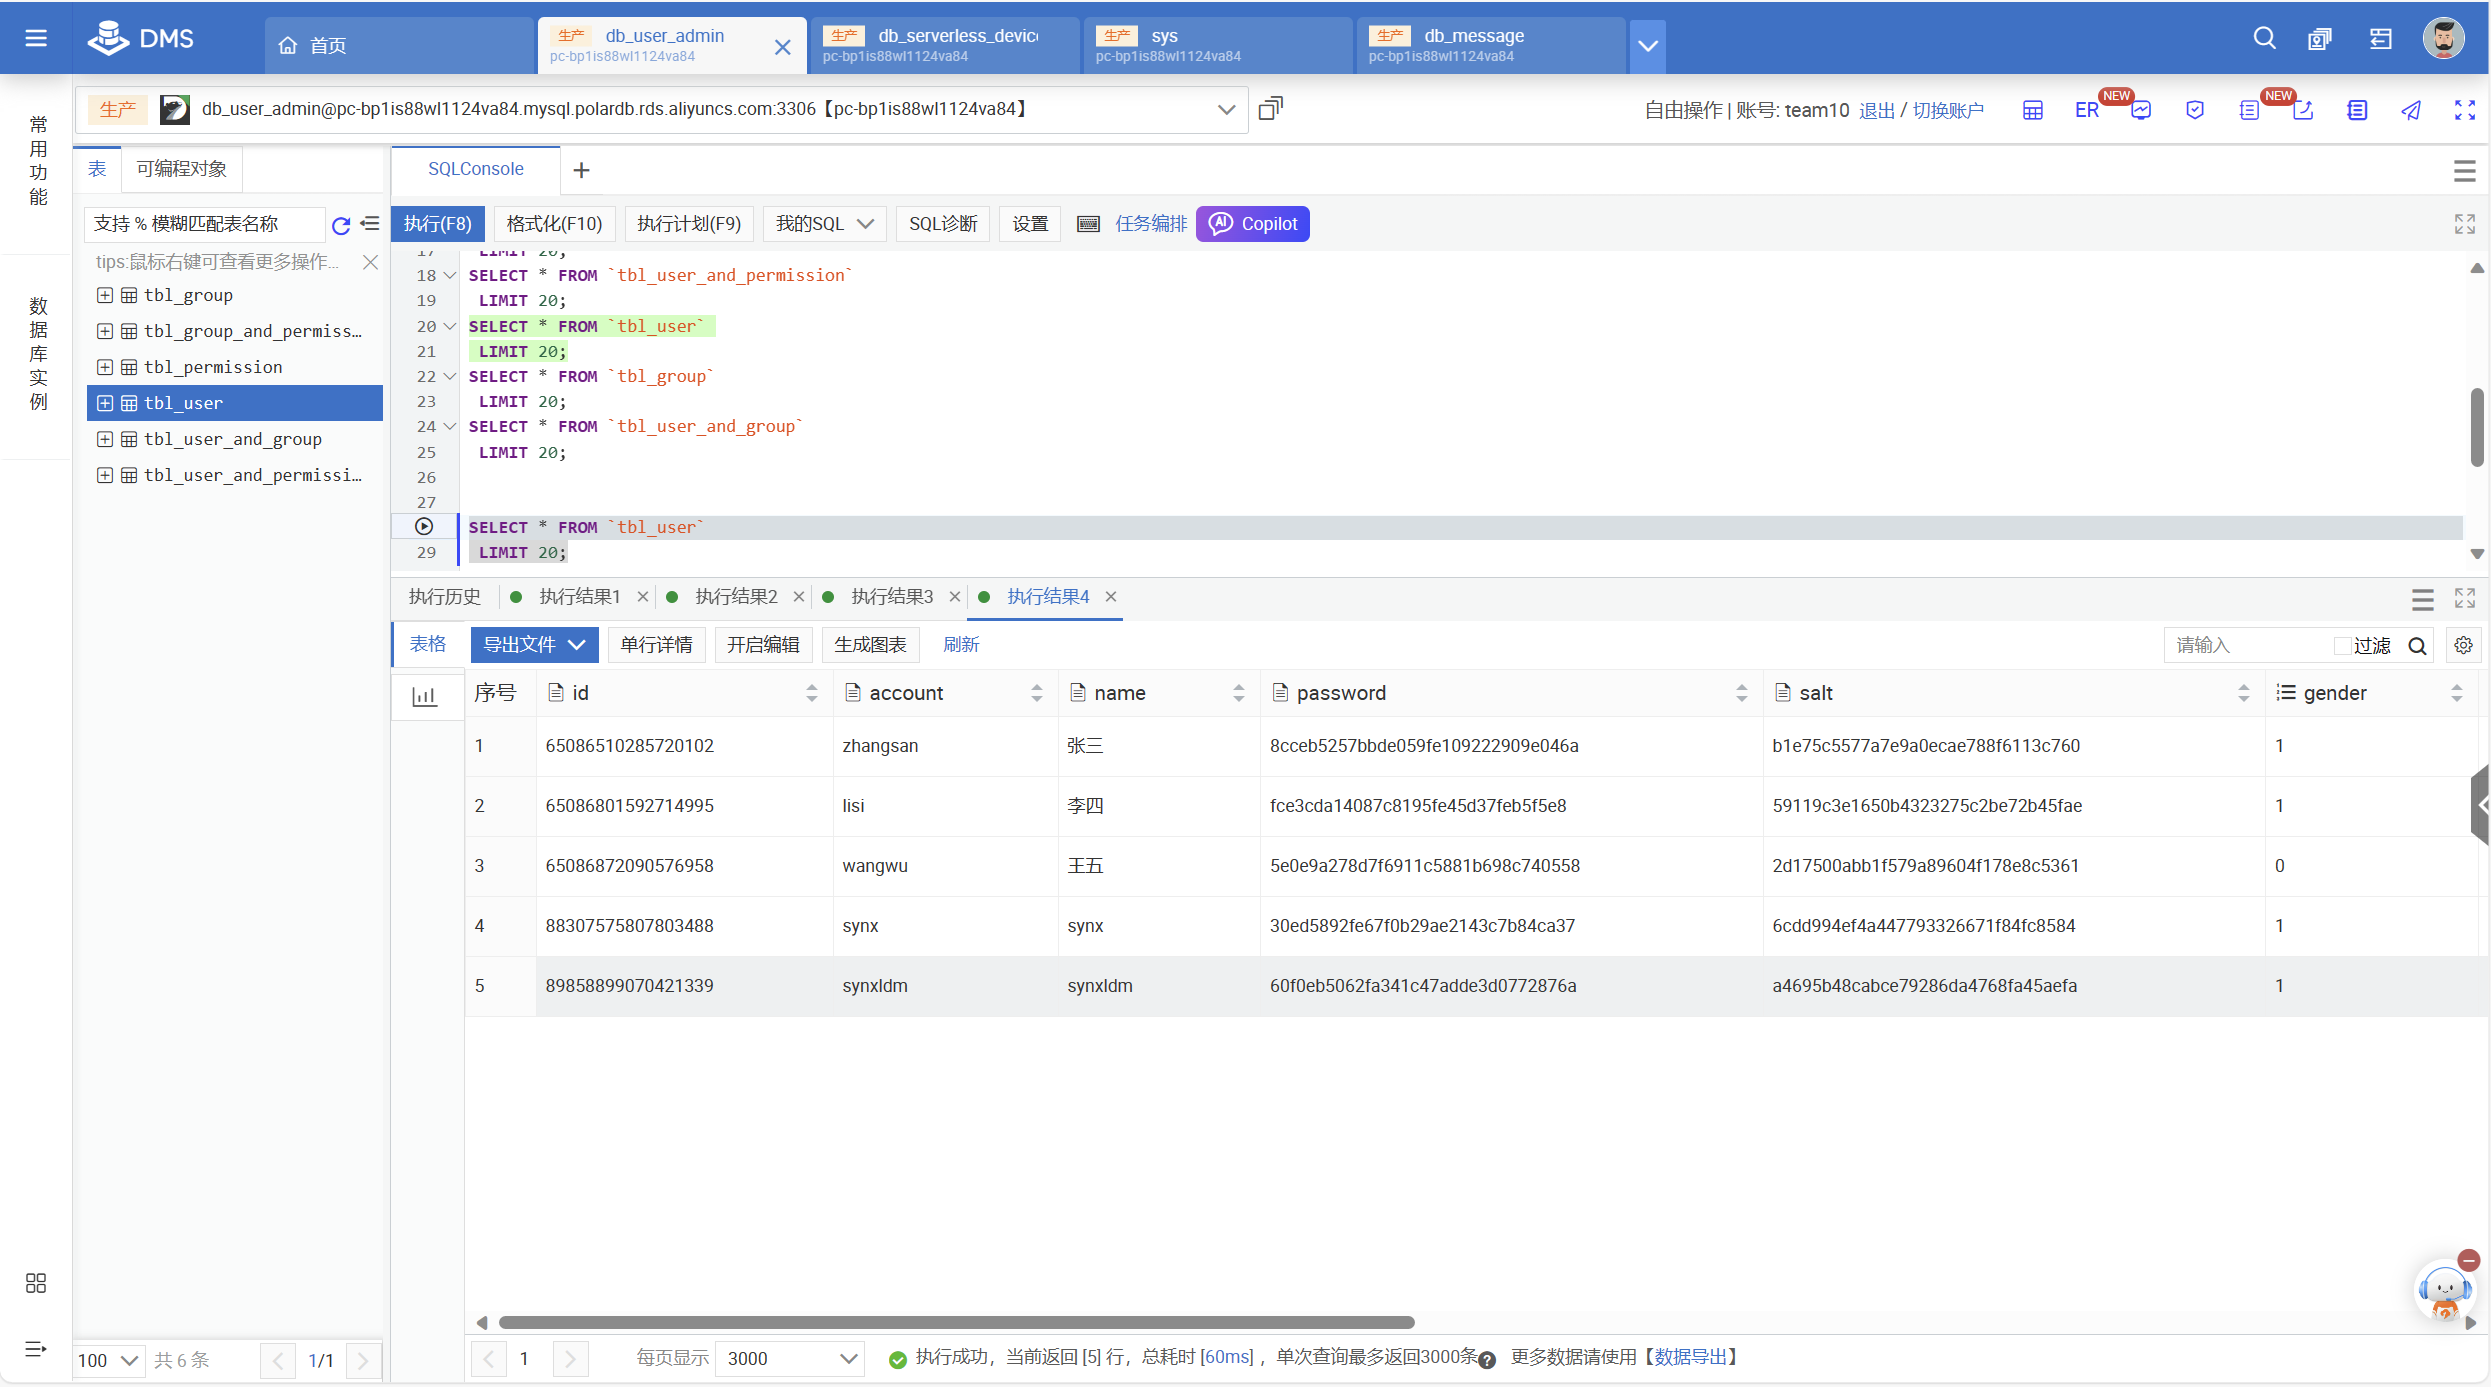 DMS
首页
生产 db_user_admin
pc-bp1is88wl1124va84
生产 db_serverless_devic
pc-bp1is88wl1124va84
生产 sys
pc-bp1is88wl1124va84
生产 db_message
pc-bp1is88wl1124va84
常用功能
数据库实例
生产 db_user_admin@pc-bp1is88wl1124va84.mysql.polardb.rds.aliyuncs.com:3306【pc-bp1is88wl1124va84】
自由操作 | 账号: team10 退出 / 切换账户
ER NEW NEW
表 可编程对象
支持 % 模糊匹配表名称
tips:鼠标右键可查看更多操作...
tbl_group
tbl_group_and_permiss...
tbl_permission
tbl_user
tbl_user_and_group
tbl_user_and_permissi...
SQLConsole
执行(F8) 格式化(F10) 执行计划(F9) 我的SQL SQL诊断 设置 任务编排 AI Copilot
17 LIMIT 20;
18 SELECT * FROM `tbl_user_and_permission`
19 LIMIT 20;
20 SELECT * FROM `tbl_user`
21 LIMIT 20;
22 SELECT * FROM `tbl_group`
23 LIMIT 20;
24 SELECT * FROM `tbl_user_and_group`
25 LIMIT 20;
26
27
SELECT * FROM `tbl_user`
29 LIMIT 20;
执行历史 执行结果1 执行结果2 执行结果3 执行结果4
表格 导出文件 单行详情 开启编辑 生成图表 刷新 请输入 过滤
序号 id account name password salt gender
1 65086510285720102 zhangsan 张三 8cceb5257bbde059fe109222909e046a b1e75c5577a7e9a0ecae788f6113c760 1
2 65086801592714995 lisi 李四 fce3cda14087c8195fe45d37feb5f5e8 59119c3e1650b4323275c2be72b45fae 1
3 65086872090576958 wangwu 王五 5e0e9a278d7f6911c5881b698c740558 2d17500abb1f579a89604f178e8c5361 0
4 88307575807803488 synx synx 30ed5892fe67f0b29ae2143c7b84ca37 6cdd994ef4a447793326671f84fc8584 1
5 89858899070421339 synxldm synxldm 60f0eb5062fa341c47adde3d0772876a a4695b48cabce79286da4768fa45aefa 1
100 共 6 条 1/1
1 每页显示 3000 执行成功，当前返回 [5] 行，总耗时 [60ms] ，单次查询最多返回3000条 更多数据请使用【数据导出】